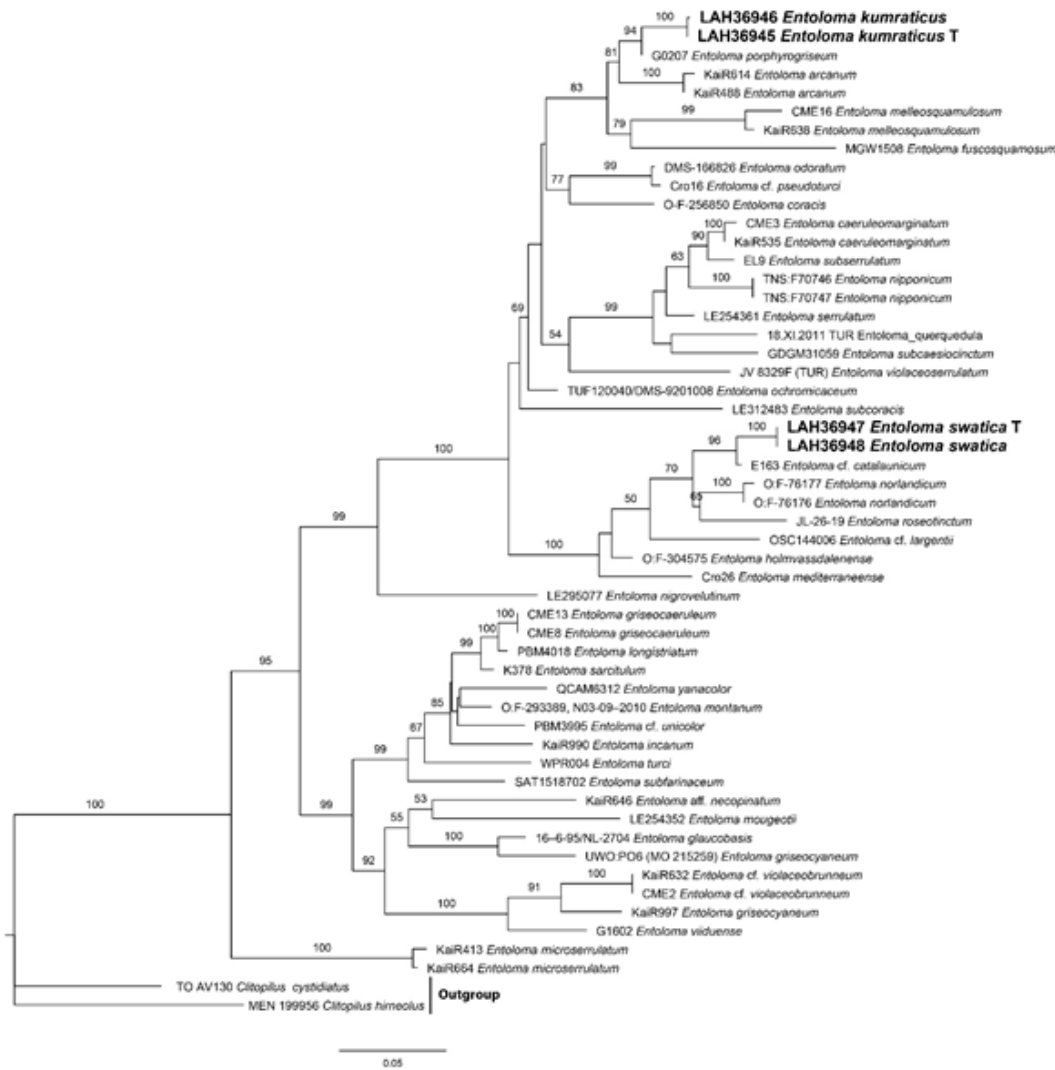 100
LAH36946 Entoloma kumraticus
94
LAH36945 Entoloma kumraticus T
81
G0207 Entoloma porphyrogriseum
100
KaiR614 Entoloma arcanum
83
KaiR488 Entoloma arcanum
99
CME16 Entoloma melleosquamulosum
79
KaiR638 Entoloma melleosquamulosum
MGW1508 Entoloma fuscosquamosum
99
DMS-166826 Entoloma odoratum
77
Cro16 Entoloma cf. pseudoturci
O-F-256850 Entoloma coracis
100
CME3 Entoloma caeruleomarginatum
90
KaiR535 Entoloma caeruleomarginatum
63
EL9 Entoloma subserrulatum
100
TNS:F70746 Entoloma nipponicum
TNS:F70747 Entoloma nipponicum
69
99
LE254361 Entoloma serrulatum
54
18.XI.2011 TUR Entoloma_querquedula
GDGM31059 Entoloma subcaesiocinctum
JV 8329F (TUR) Entoloma violaceoserrulatum
TUF120040/DMS-9201008 Entoloma ochromicaceum
LE312483 Entoloma subcoracis
100
LAH36947 Entoloma swatica T
96
LAH36948 Entoloma swatica
100
70
E163 Entoloma cf. catalaunicum
100
O:F-76177 Entoloma norlandicum
50
65
O:F-76176 Entoloma norlandicum
JL-26-19 Entoloma roseotinctum
99
OSC144006 Entoloma cf. largentii
100
O:F-304575 Entoloma holmvassdalenense
Cro26 Entoloma mediterraneense
LE295077 Entoloma nigrovelutinum
100
CME13 Entoloma griseocaeruleum
100
CME8 Entoloma griseocaeruleum
99
PBM4018 Entoloma longistriatum
95
K378 Entoloma sarcitulum
QCAM6312 Entoloma yanacolor
85
O:F-293389, N03-09-2010 Entoloma montanum
67
PBM3995 Entoloma cf. unicolor
KaiR990 Entoloma incanum
99
WPR004 Entoloma turci
SAT1518702 Entoloma subfarinaceum
100
99
53
KaiR646 Entoloma aff. necopinatum
55
LE254352 Entoloma mougeotii
100
16-6-95/NL-2704 Entoloma glaucobasis
92
UWO:PO6 (MO 215259) Entoloma griseocyaneum
100
KaiR632 Entoloma cf. violaceobrunneum
91
CME2 Entoloma cf. violaceobrunneum
100
KaiR997 Entoloma griseocyaneum
G1602 Entoloma viiduense
100
KaiR413 Entoloma microserrulatum
KaiR664 Entoloma microserrulatum
TO AV130 Clitopilus cystidiatus
Outgroup
MEN 199956 Clitopilus hirneolus
0.05